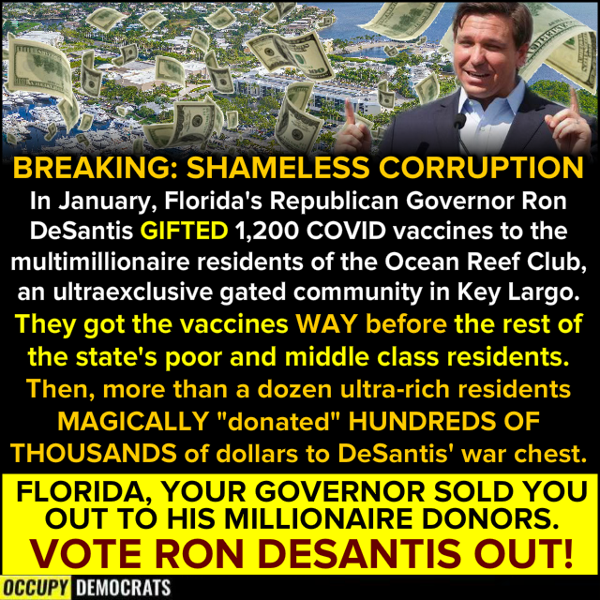 BREAKING: SHAMELESS CORRUPTION
In January, Florida's Republican Governor Ron
DeSantis GIFTED 1,200 COVID vaccines to the
multimillionaire residents of the Ocean Reef Club,
an ultraexclusive gated community in Key Largo.
They got the vaccines WAY before the rest of
the state's poor and middle class residents.
Then, more than a dozen ultra-rich residents
MAGICALLY "donated" HUNDREDS OF
THOUSANDS of dollars to DeSantis' war chest.
FLORIDA, YOUR GOVERNOR SOLD YOU
OUT TO HIS MILLIONAIRE DONORS.
VOTE RON DESANTIS OUT!
OCCUPY DEMOCRATS